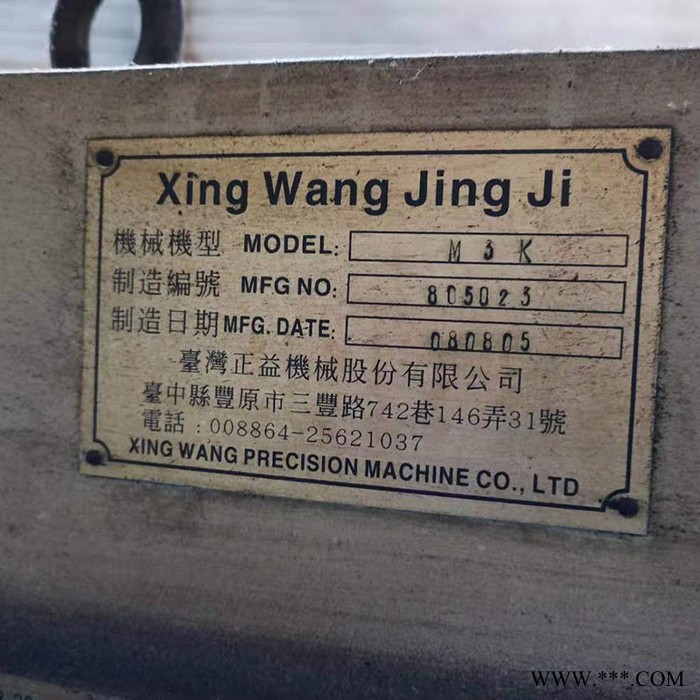 Xing Wang Jing Ji
機械機型 MODEL: M 3 K
制造編號 MFG NO: 805023
制造日期 MFG. DATE: 080805
臺灣正益機械股份有限公司
臺中縣豐原市三豐路742巷146弄31號
電話：008864-25621037
XING WANG PRECISION MACHINE CO., LTD
WWW.***.COM